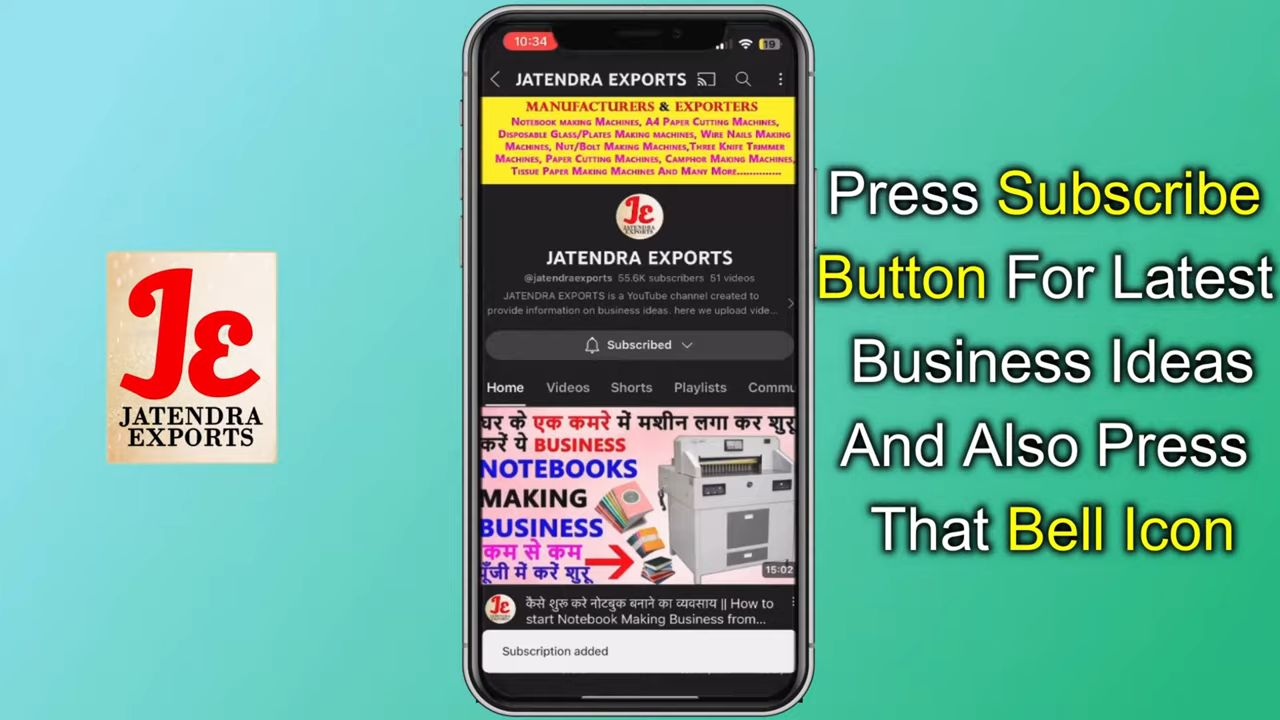 JE
JATENDRA
EXPORTS
10:34
19
JATENDRA EXPORTS
MANUFACTURERS & EXPORTERS
NOTEBOOK MAKING MACHINES, A4 PAPER CUTTING MACHINES,
DISPOSABLE GLASS/PLATES MAKING MACHINES, WIRE NAILS MAKING
MACHINES, NUT/BOLT MAKING MACHINES,THREE KNIFE TRIMMER
MACHINES, PAPER CUTTING MACHINES, CAMPHOR MAKING MACHINES,
TISSUE PAPER MAKING MACHINES AND MANY MORE..............
JE
JATENDRA
EXPORTS
JATENDRA EXPORTS
@jatendraexports 55.6K subscribers 51 videos
JATENDRA EXPORTS is a YouTube channel created to
provide information on business ideas. here we upload vide...
Subscribed
Home Videos Shorts Playlists Commu
घर के एक कमरे में मशीन लगा कर शुरू
करें ये BUSINESS
NOTEBOOKS
MAKING
BUSINESS
कम से कम
पूँजी में करें शुरू
15:02
JE
कैसे शुरू करे नोटबुक बनाने का व्यवसाय || How to
start Notebook Making Business from...
Subscription added
Press Subscribe
Button For Latest
Business Ideas
And Also Press
That Bell Icon